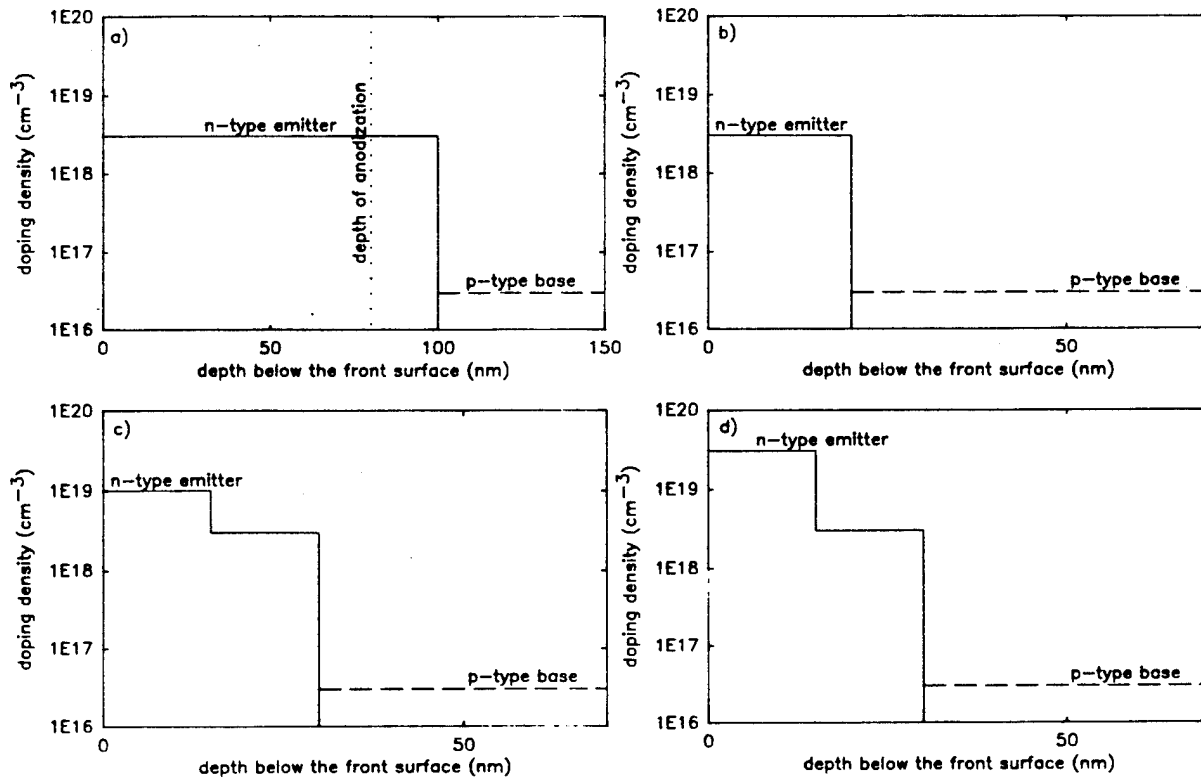 a)
1E20
1E19
1E18
1E17
1E16
doping density (cm−3)
n−type emitter
depth of anodization
p−type base
0
50
100
150
depth below the front surface (nm)
b)
1E20
1E19
1E18
1E17
1E16
doping density (cm−3)
n−type emitter
p−type base
0
50
depth below the front surface (nm)
c)
1E20
1E19
1E18
1E17
1E16
doping density (cm−3)
n−type emitter
p−type base
0
50
depth below the front surface (nm)
d)
1E20
1E19
1E18
1E17
1E16
doping density (cm−3)
n−type emitter
p−type base
0
50
depth below the front surface (nm)